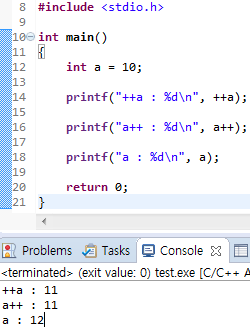 8 #include <stdio.h>
9
10 int main()
11 {
12 int a = 10;
13
14 printf("++a : %d\n", ++a);
15
16 printf("a++ : %d\n", a++);
17
18 printf("a : %d\n", a);
19
20 return 0;
21 }
Problems Tasks Console
<terminated> (exit value: 0) test.exe [C/C++ A
++a : 11
a++ : 11
a : 12